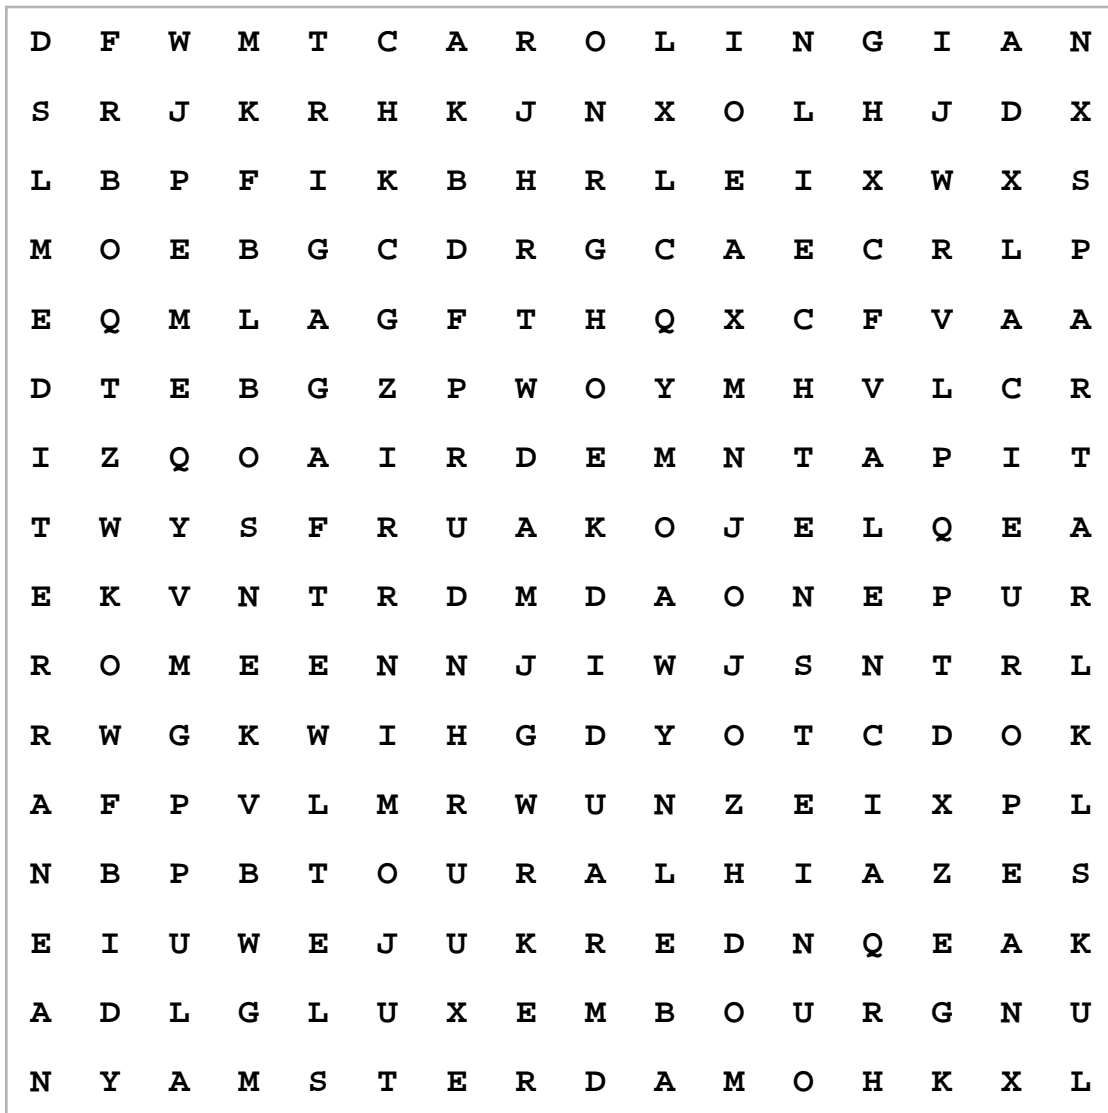 D F W M T C A R O L I N G I A N
S R J K R H K J N X O L H J D X
L B P F I K B H R L E I X W X S
M O E B G C D R G C A E C R L P
E Q M L A G F T H Q X C F V A A
D T E B G Z P W O Y M H V L C R
I Z Q O A I R D E M N T A P I T
T W Y S F R U A K O J E L Q E A
E K V N T R D M D A O N E P U R
R O M E E N N J I W J S N T R L
R W G K W I H G D Y O T C D O K
A F P V L M R W U N Z E I X P L
N B P B T O U R A L H I A Z E S
E I U W E J U K R E D N Q E A K
A D L G L U X E M B O U R G N U
N Y A M S T E R D A M O H K X L